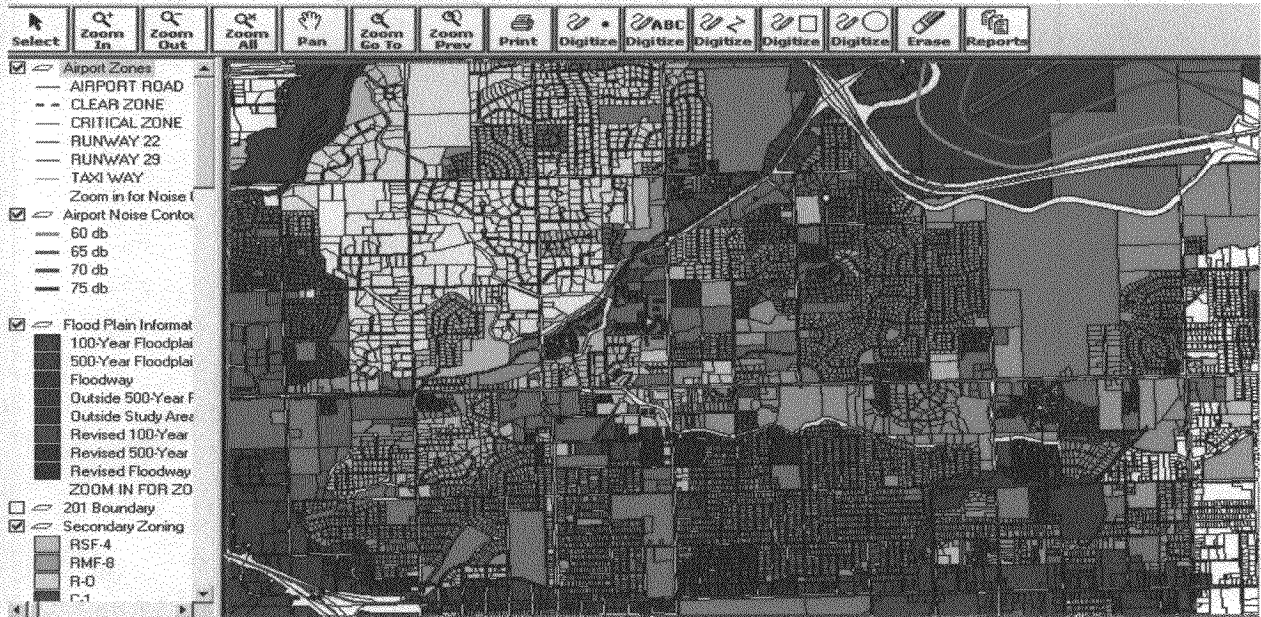 Select Zoom In Zoom Out Zoom All Pan Zoom Go To Zoom Prev Print Digitize Digitize Digitize Digitize Digitize Erase Reports
ABC
Airport Zones
AIRPORT ROAD
CLEAR ZONE
CRITICAL ZONE
RUNWAY 22
RUNWAY 29
TAXI WAY
Zoom in for Noise
Airport Noise Contou
60 db
65 db
70 db
75 db
Flood Plain Informat
100-Year Floodplai
500-Year Floodplai
Floodway
Outside 500-Year F
Outside Study Area
Revised 100-Year
Revised 500-Year
Revised Floodway
ZOOM IN FOR ZO
201 Boundary
Secondary Zoning
RSF-4
RMF-8
R-O
C-1